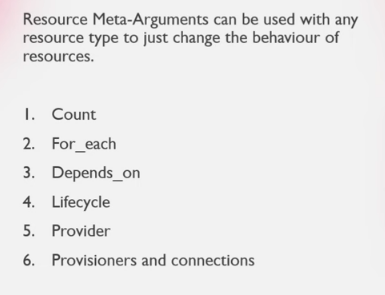 Resource Meta-Arguments can be used with any
resource type to just change the behaviour of
resources.
1. Count
2. For_each
3. Depends_on
4. Lifecycle
5. Provider
6. Provisioners and connections